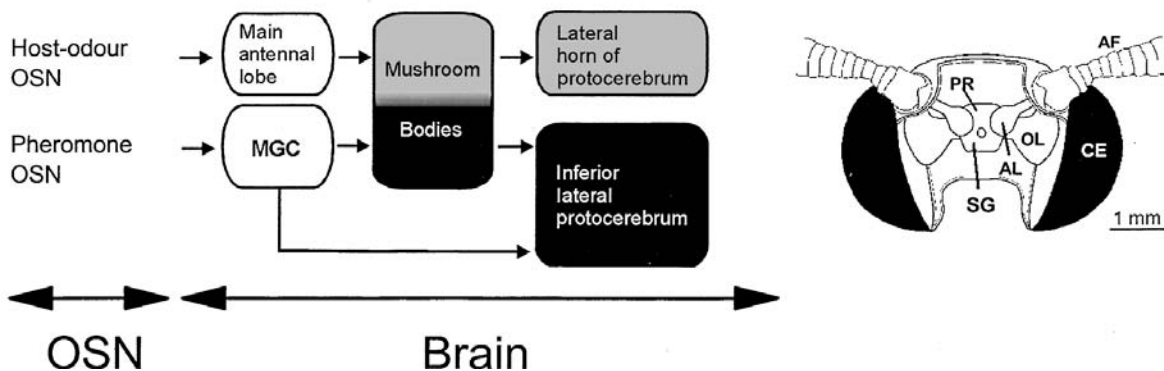 Host-odour
OSN
Main
antennal
lobe
Mushroom
Bodies
Lateral
horn of
protocerebrum
Pheromone
OSN
MGC
Inferior
lateral
protocerebrum
OSN
Brain
AF
PR
OL
CE
AL
SG
1 mm